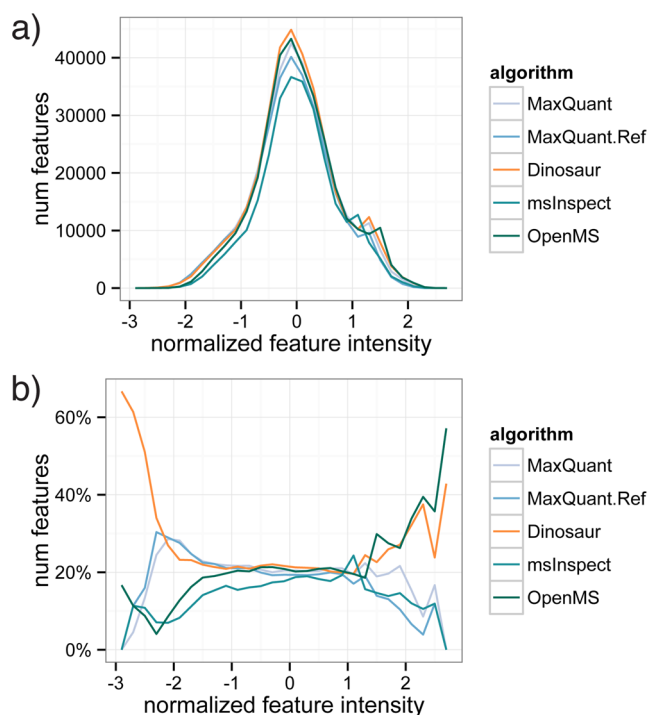 a)
num features
40000
30000
20000
10000
0
-3 -2 -1 0 1 2
normalized feature intensity
algorithm
MaxQuant
MaxQuant.Ref
Dinosaur
msInspect
OpenMS
b)
num features
60%
40%
20%
0%
-3 -2 -1 0 1 2
normalized feature intensity
algorithm
MaxQuant
MaxQuant.Ref
Dinosaur
msInspect
OpenMS